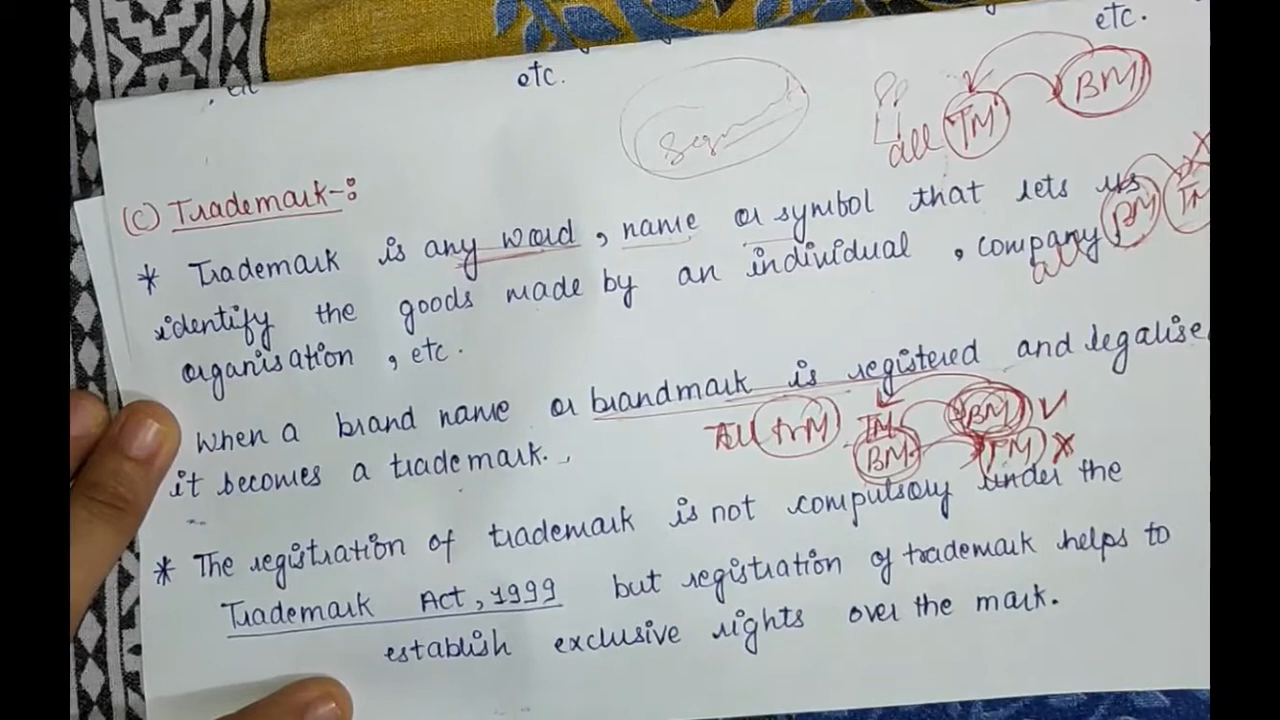 etc.
etc.
all TM BM
(C) Trademark-:
* Trademark is any word, name or symbol that lets us
BM TM
identify the goods made by an individual, company,
all
organisation, etc.
When a brand name or brandmark is registered and legalise
All TrM TM BM
BM TM
it becomes a trademark.
* The registration of trademark is not compulsory under the
Trademark Act, 1999 but registration of trademark helps to
establish exclusive rights over the mark.